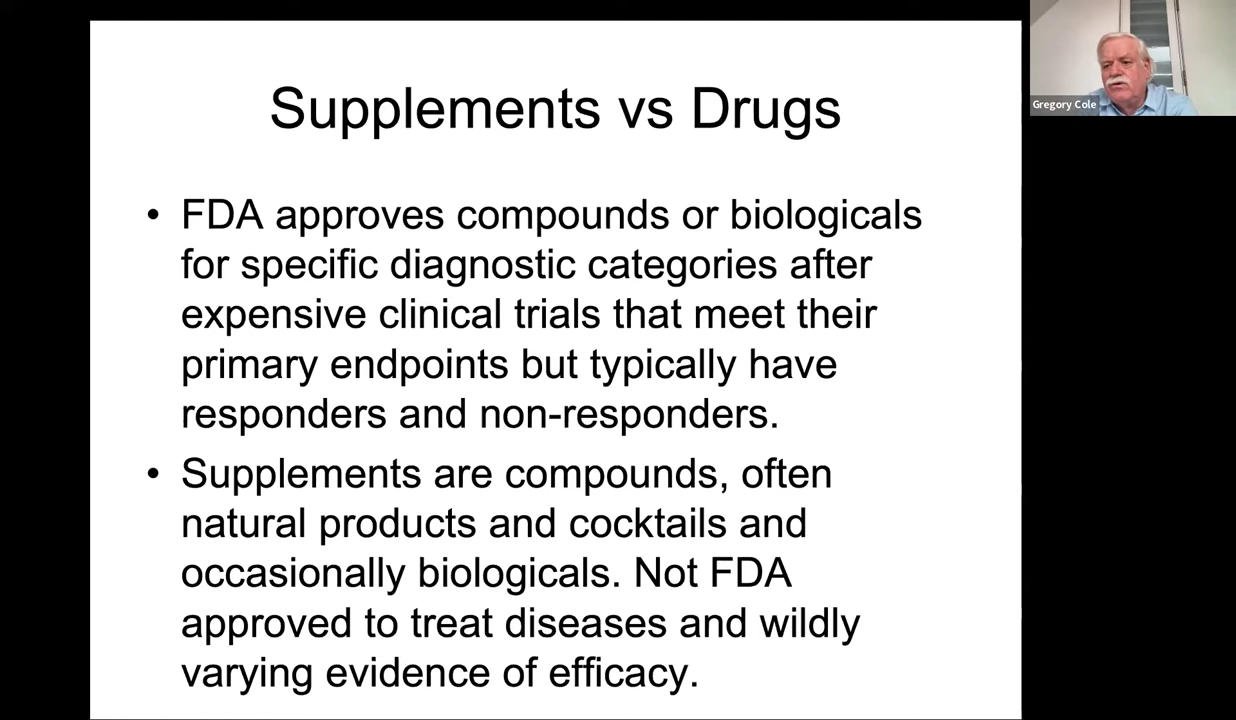 Supplements vs Drugs
• FDA approves compounds or biologicals
for specific diagnostic categories after
expensive clinical trials that meet their
primary endpoints but typically have
responders and non-responders.
• Supplements are compounds, often
natural products and cocktails and
occasionally biologicals. Not FDA
approved to treat diseases and wildly
varying evidence of efficacy.
Gregory Cole